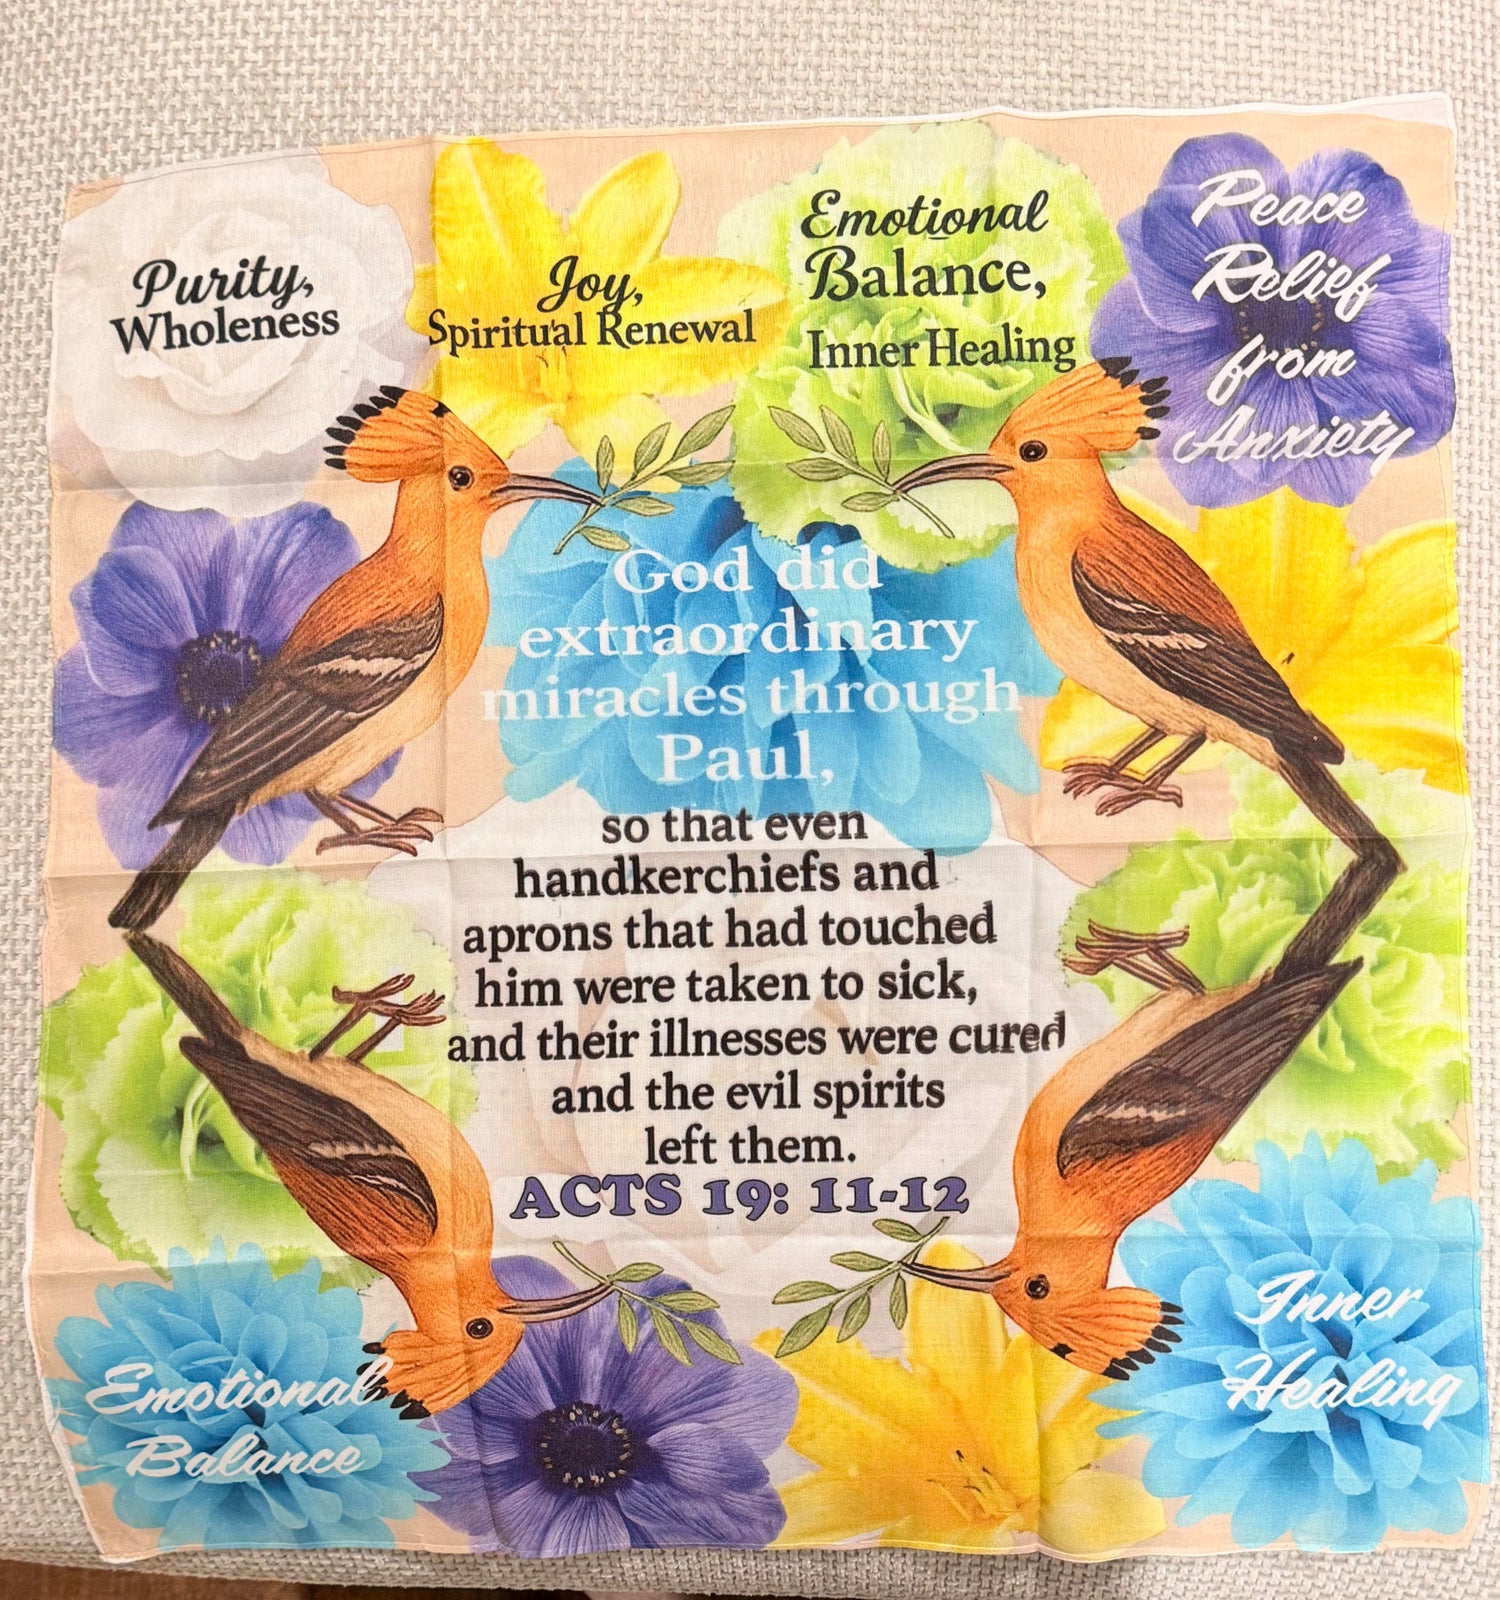 Purity,
Wholeness
Joy,
Spiritual Renewal
Emotional
Balance,
Inner Healing
Peace
Relief
from
Anxiety
God did
extraordinary
miracles through
Paul,
so that even
handkerchiefs and
aprons that had touched
him were taken to sick,
and their illnesses were cured
and the evil spirits
left them.
ACTS 19: 11-12
Emotional
Balance
Inner
Healing